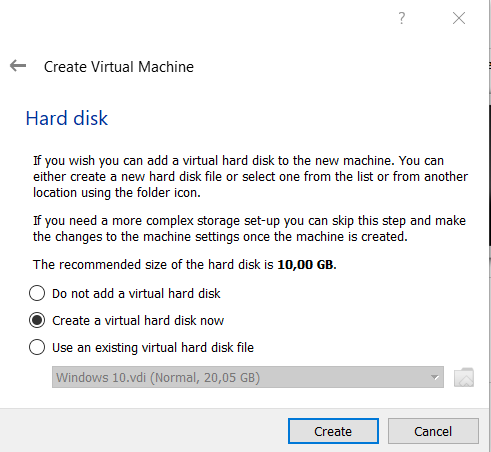 ?
Create Virtual Machine
Hard disk
If you wish you can add a virtual hard disk to the new machine. You can
either create a new hard disk file or select one from the list or from another
location using the folder icon.
If you need a more complex storage set-up you can skip this step and make
the changes to the machine settings once the machine is created.
The recommended size of the hard disk is 10,00 GB.
Do not add a virtual hard disk
Create a virtual hard disk now
Use an existing virtual hard disk file
Windows 10.vdi (Normal, 20,05 GB)
Create
Cancel